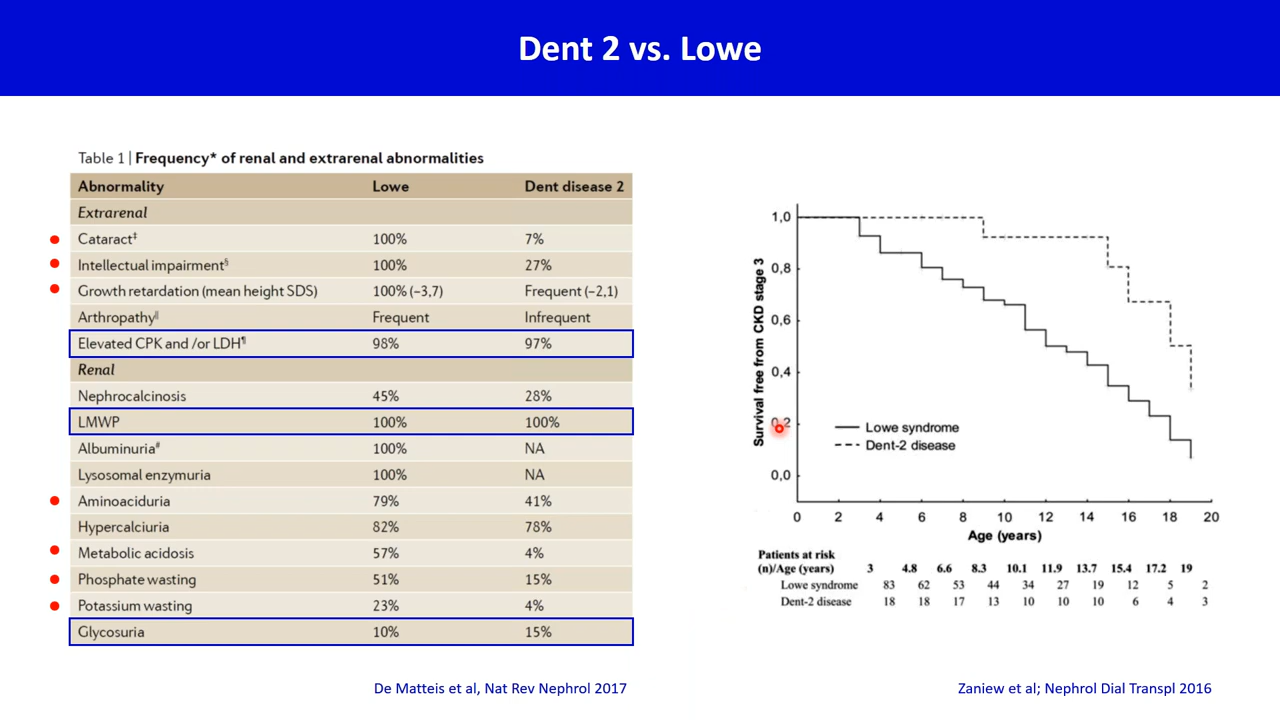 Dent 2 vs. Lowe
Table 1 | Frequency* of renal and extrarenal abnormalities
Abnormality Lowe Dent disease 2
Extrarenal
Cataract‡ 100% 7%
Intellectual impairment§ 100% 27%
Growth retardation (mean height SDS) 100% (−3,7) Frequent (−2,1)
Arthropathy‖ Frequent Infrequent
Elevated CPK and /or LDH¶ 98% 97%
Renal
Nephrocalcinosis 45% 28%
LMWP 100% 100%
Albuminuria# 100% NA
Lysosomal enzymuria 100% NA
Aminoaciduria 79% 41%
Hypercalciuria 82% 78%
Metabolic acidosis 57% 4%
Phosphate wasting 51% 15%
Potassium wasting 23% 4%
Glycosuria 10% 15%
De Matteis et al, Nat Rev Nephrol 2017
Survival free from CKD stage 3
1,0
0,8
0,6
0,4
0,2
0,0
Lowe syndrome
Dent-2 disease
0 2 4 6 8 10 12 14 16 18 20
Age (years)
Patients at risk
(n)/Age (years) 3 4.8 6.6 8.3 10.1 11.9 13.7 15.4 17.2 19
Lowe syndrome 83 62 53 44 34 27 19 12 5 2
Dent-2 disease 18 18 17 13 10 10 10 6 4 3
Zaniew et al; Nephrol Dial Transpl 2016